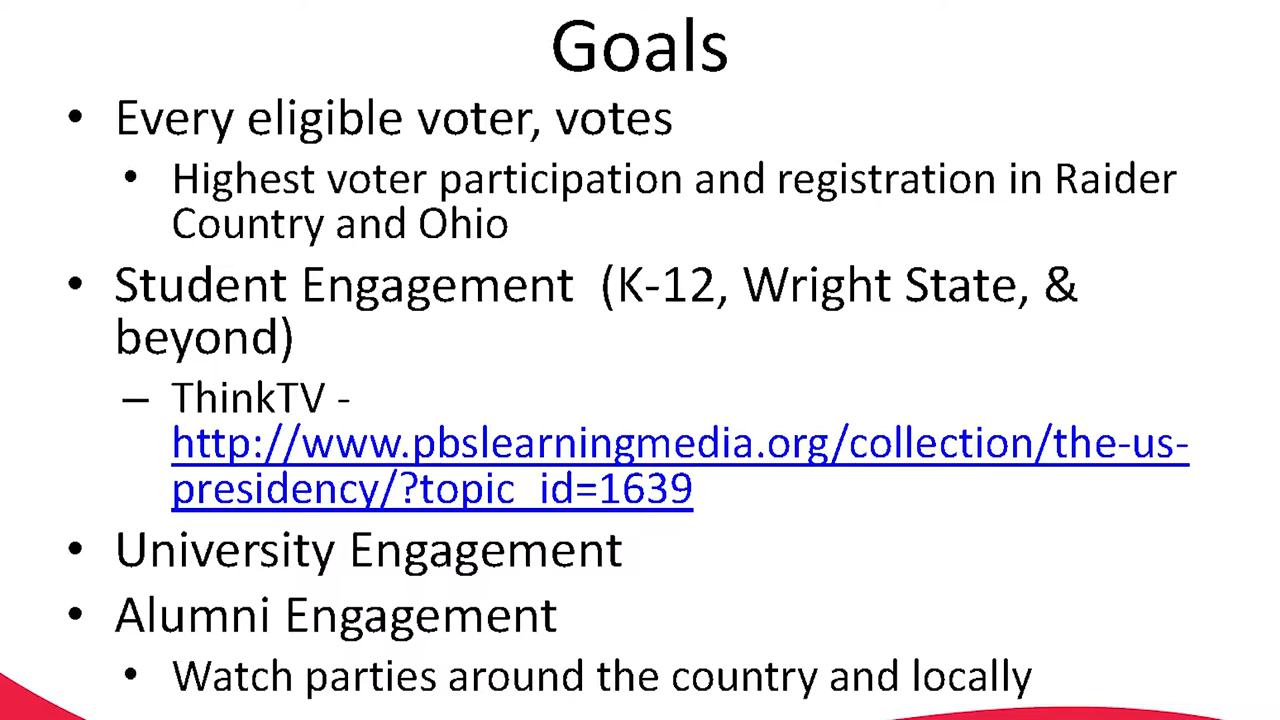 Goals
• Every eligible voter, votes
• Highest voter participation and registration in Raider
Country and Ohio
• Student Engagement (K-12, Wright State, &
beyond)
– ThinkTV -
http://www.pbslearningmedia.org/collection/the-us-
presidency/?topic_id=1639
• University Engagement
• Alumni Engagement
• Watch parties around the country and locally